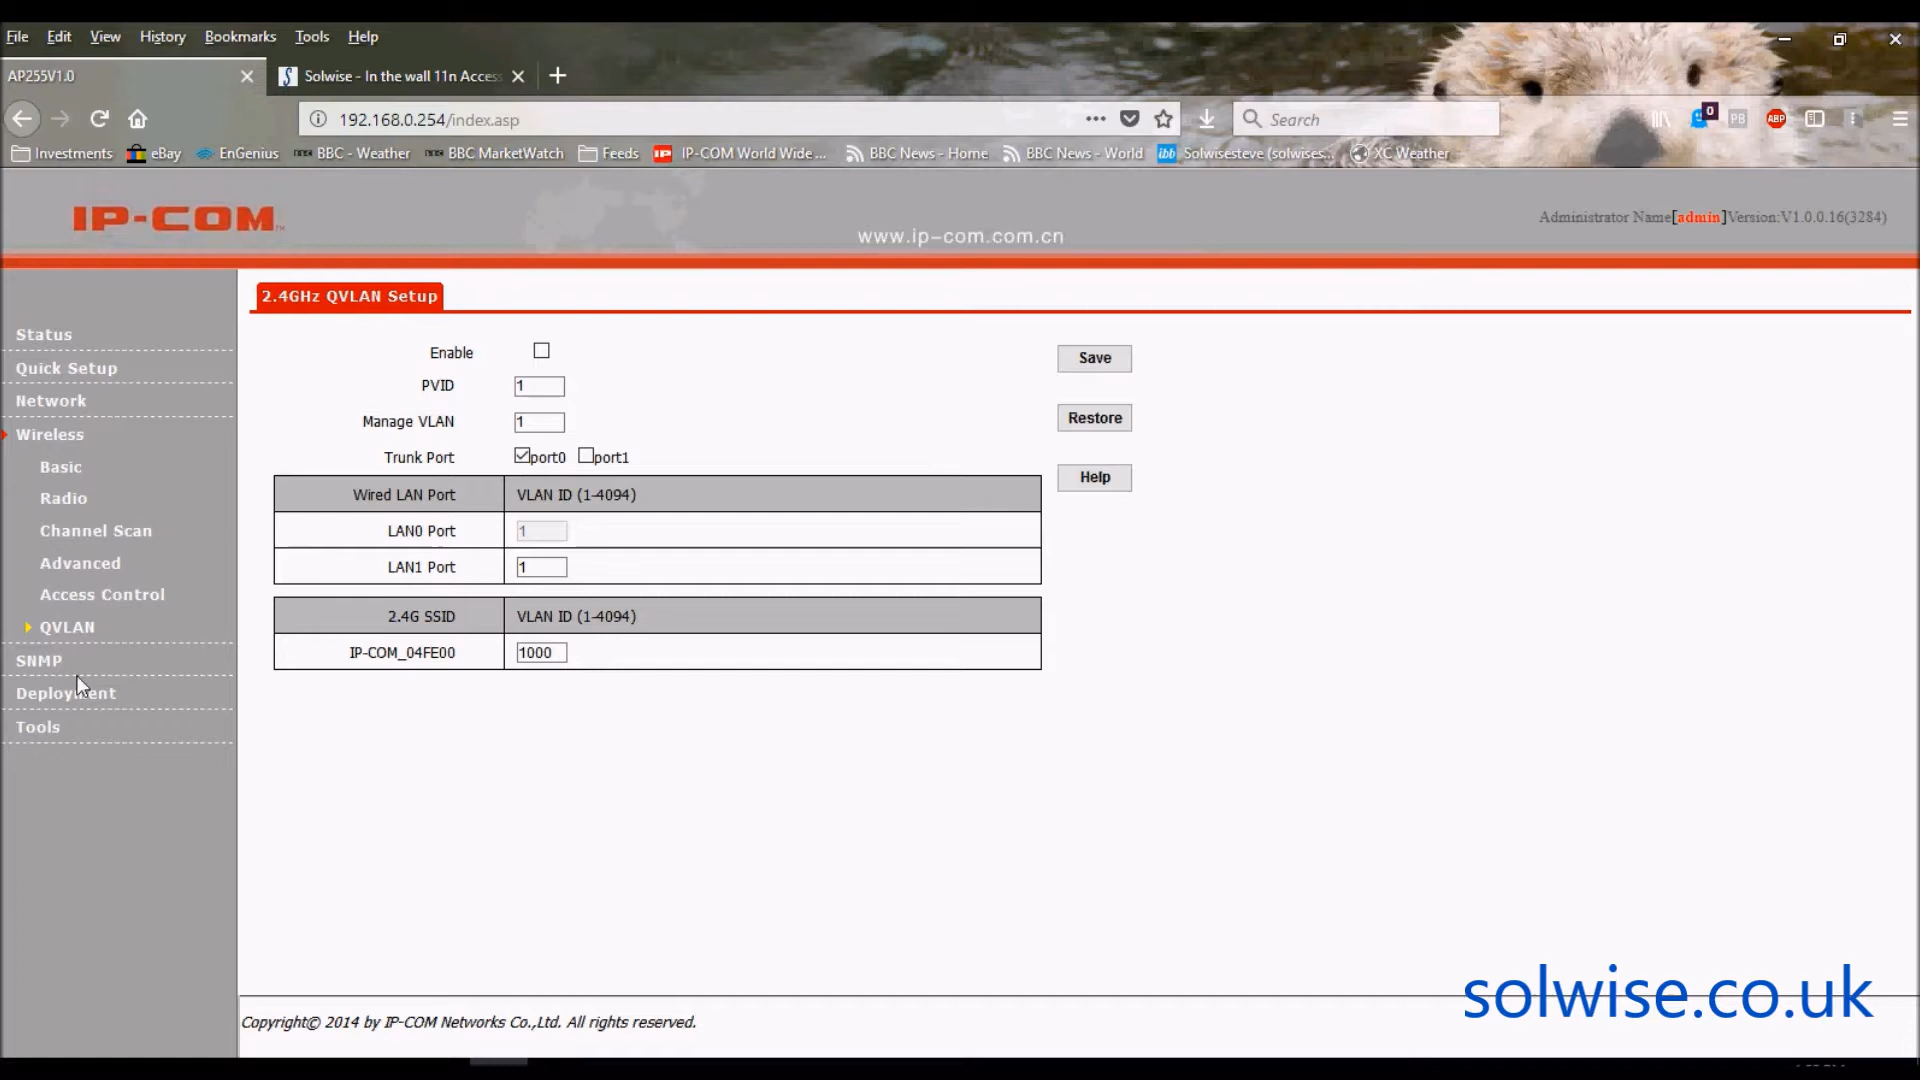 File Edit View History Bookmarks Tools Help
AP255V1.0
Solwise - In the wall 11n Acces
192.168.0.254/index.asp
Search
0
PB
ABP
Investments eBay EnGenius BBC - Weather BBC MarketWatch Feeds IP IP-COM World Wide ... BBC News - Home BBC News - World ibb Solwisesteve (solwises... XC Weather
IP-COM
www.ip-com.com.cn
Administrator Name[admin]Version:V1.0.0.16(3284)
2.4GHz QVLAN Setup
Status
Quick Setup
Network
Wireless
Basic
Radio
Channel Scan
Advanced
Access Control
QVLAN
SNMP
Deployment
Tools
Enable
PVID 1
Manage VLAN 1
Trunk Port port0 port1
Wired LAN Port VLAN ID (1-4094)
LAN0 Port 1
LAN1 Port 1
2.4G SSID VLAN ID (1-4094)
IP-COM_04FE00 1000
Save
Restore
Help
Copyright© 2014 by IP-COM Networks Co.,Ltd. All rights reserved.
solwise.co.uk